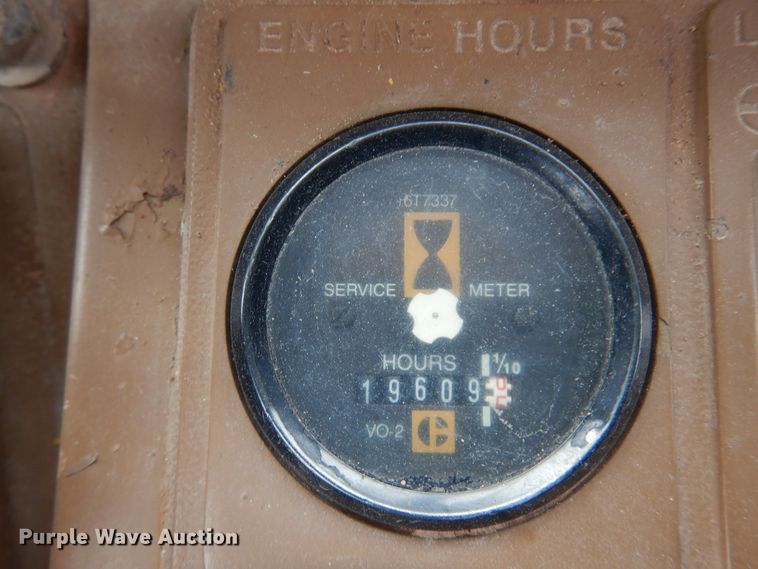 ENGINE HOURS
L
6T7337
SERVICE METER
HOURS 1/10
19609
VO-2
Purple Wave Auction